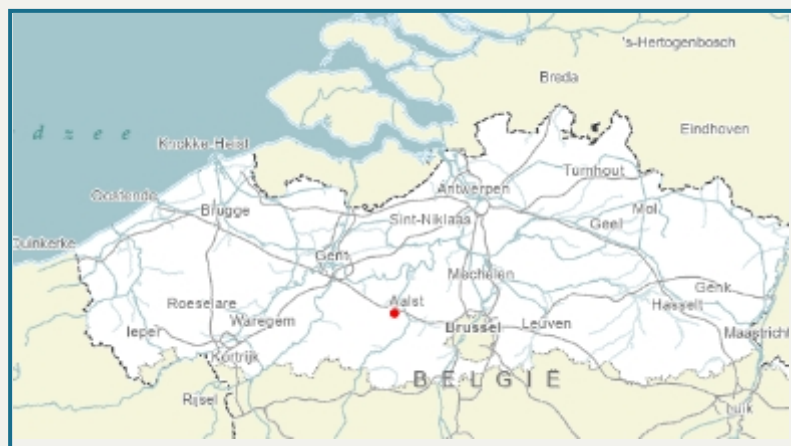 's-Hertogenbosch
Breda
d z e e
Eindhoven
Knokke-Heist
Turnhout
Oostende
Antwerpen
Brugge
Sint-Niklaas
Mol
Geel
Duinkerke
Gent
Mechelen
Genk
Roeselare
Aalst
Hasselt
Waregem
Ieper
Brussel
Leuven
Maastricht
Kortrijk
BELGIË
Rijsel
Luik